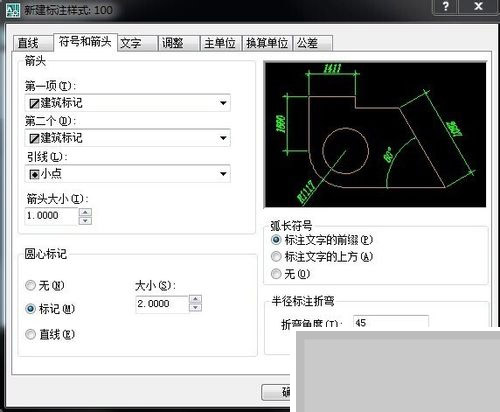 新建标注样式: 100
直线 符号和箭头 文字 调整 主单位 换算单位 公差
箭头
第一项(T):
建筑标记
第二个(D):
建筑标记
引线(L):
小点
箭头大小(I):
1.0000
圆心标记
无(N)
标记(M)
直线(E)
大小(S):
2.0000
1411
1800
2607
60°
R1117
弧长符号
标注文字的前缀(P)
标注文字的上方(A)
无(O)
半径标注折弯
折弯角度(T): 45